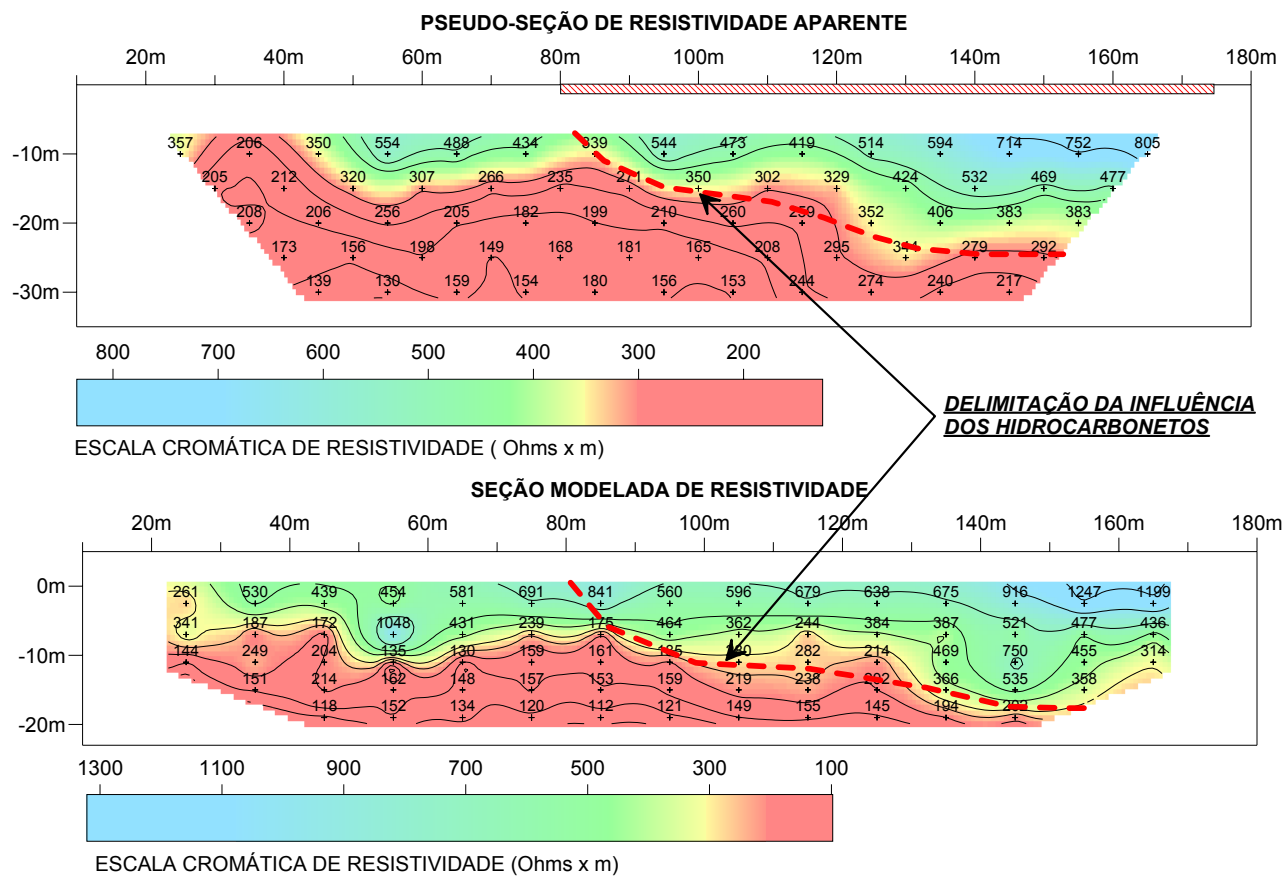 PSEUDO-SEÇÃO DE RESISTIVIDADE APARENTE
20m 40m 60m 80m 100m 120m 140m 160m 180m
357 206 350 554 488 434 339 544 473 419 514 594 714 752 805
-10m
205 212 320 307 266 235 271 350 302 329 424 532 469 477
208 206 256 205 182 199 210 260 259 352 406 383 383
-20m
173 156 198 149 168 181 165 208 295 344 279 292
139 130 159 154 180 156 153 244 274 240 217
-30m
800 700 600 500 400 300 200
ESCALA CROMÁTICA DE RESISTIVIDADE ( Ohms x m)
DELIMITAÇÃO DA INFLUÊNCIA
DOS HIDROCARBONETOS
SEÇÃO MODELADA DE RESISTIVIDADE
20m 40m 60m 80m 100m 120m 140m 160m 180m
0m
261 530 439 454 581 691 841 560 596 679 638 675 916 1247 1199
341 187 172 1048 431 239 175 464 362 244 384 387 521 477 436
-10m
144 249 204 135 130 159 161 282 214 469 750 455 314
151 214 162 148 157 153 159 219 238 366 535 358
118 152 134 120 112 121 149 155 145 194
-20m
1300 1100 900 700 500 300 100
ESCALA CROMÁTICA DE RESISTIVIDADE (Ohms x m)